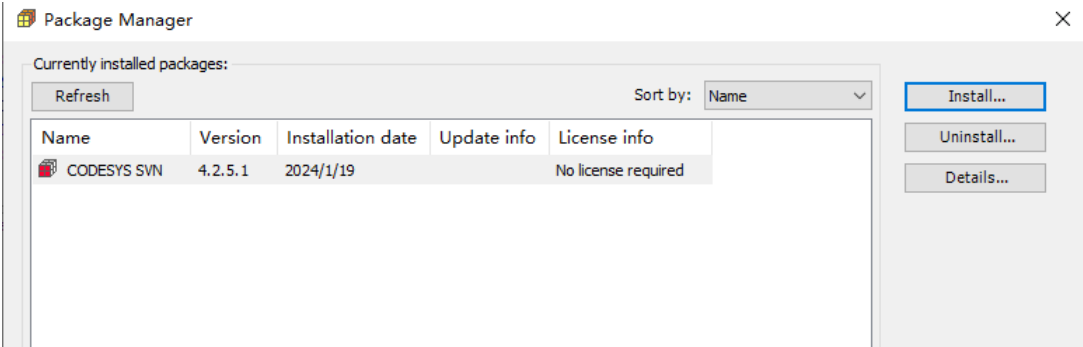 Package Manager
Currently installed packages:
Refresh
Sort by: Name
Install...
Name Version Installation date Update info License info
Uninstall...
CODESYS SVN 4.2.5.1 2024/1/19 No license required
Details...